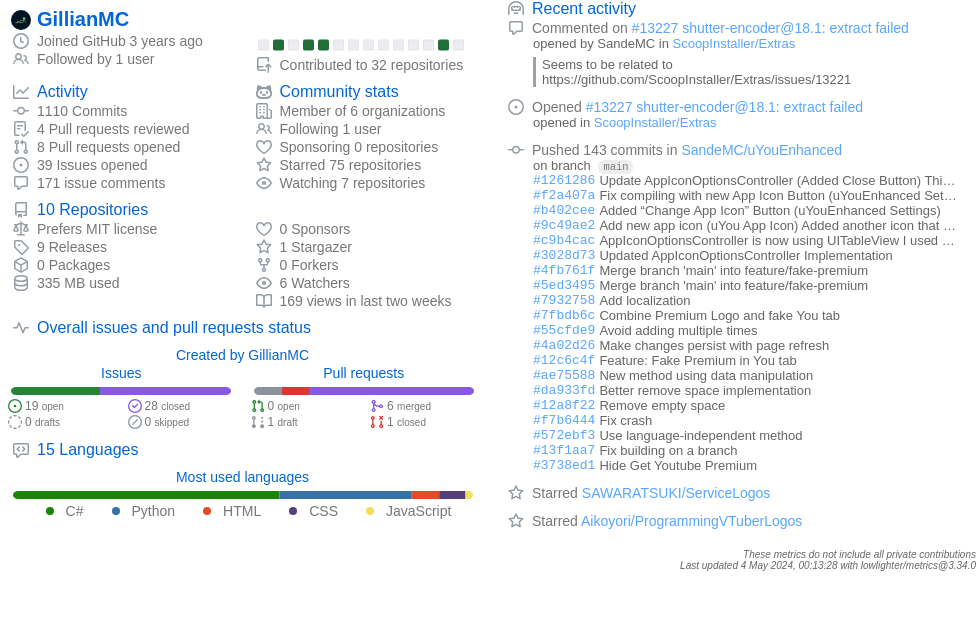 GillianMC
Joined GitHub 3 years ago
Followed by 1 user
Contributed to 32 repositories
Activity
1110 Commits
4 Pull requests reviewed
8 Pull requests opened
39 Issues opened
171 issue comments
Community stats
Member of 6 organizations
Following 1 user
Sponsoring 0 repositories
Starred 75 repositories
Watching 7 repositories
10 Repositories
Prefers MIT license
9 Releases
0 Packages
335 MB used
0 Sponsors
1 Stargazer
0 Forkers
6 Watchers
169 views in last two weeks
Overall issues and pull requests status
Created by GillianMC
Issues
19 open
28 closed
0 drafts
0 skipped
Pull requests
0 open
6 merged
1 draft
1 closed
15 Languages
Most used languages
C# Python HTML CSS JavaScript
Recent activity
Commented on #13227 shutter-encoder@18.1: extract failed
opened by SandeMC in ScoopInstaller/Extras
Seems to be related to
https://github.com/ScoopInstaller/Extras/issues/13221
Opened #13227 shutter-encoder@18.1: extract failed
opened in ScoopInstaller/Extras
Pushed 143 commits in SandeMC/uYouEnhanced
on branch main
#1261286 Update AppIconOptionsController (Added Close Button) Thi…
#f2a407a Fix compiling with new App Icon Button (uYouEnhanced Set…
#b402cee Added “Change App Icon” Button (uYouEnhanced Settings)
#9c49ae2 Add new app icon (uYou App Icon) Added another icon that …
#c9b4cac AppIconOptionsController is now using UITableView I used …
#3028d73 Updated AppIconOptionsController Implementation
#4fb761f Merge branch 'main' into feature/fake-premium
#5ed3495 Merge branch 'main' into feature/fake-premium
#7932758 Add localization
#7fbdb6c Combine Premium Logo and fake You tab
#55cfde9 Avoid adding multiple times
#4a02d26 Make changes persist with page refresh
#12c6c4f Feature: Fake Premium in You tab
#ae75588 New method using data manipulation
#da933fd Better remove space implementation
#12a8f22 Remove empty space
#f7b6444 Fix crash
#572ebf3 Use language-independent method
#13f1aa7 Fix building on a branch
#3738ed1 Hide Get Youtube Premium
Starred SAWARATSUKI/ServiceLogos
Starred Aikoyori/ProgrammingVTuberLogos
These metrics do not include all private contributions
Last updated 4 May 2024, 00:13:28 with lowlighter/metrics@3.34.0